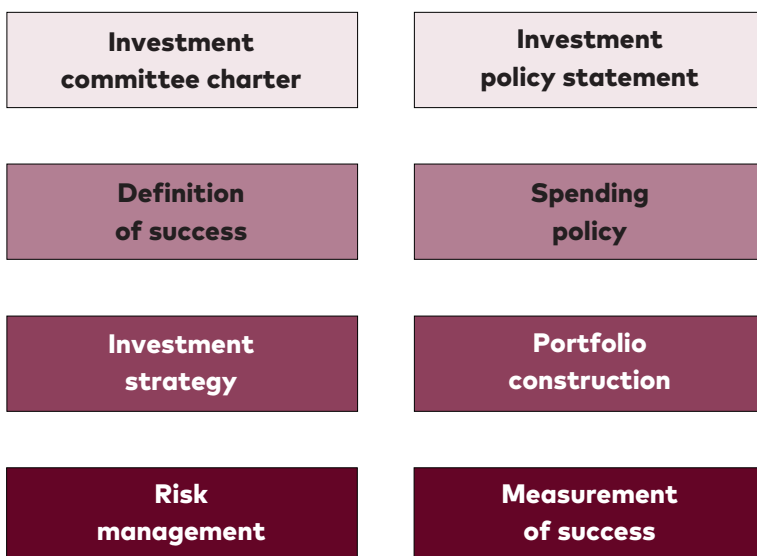 Investment
committee charter
Investment
policy statement
Definition
of success
Spending
policy
Investment
strategy
Portfolio
construction
Risk
management
Measurement
of success